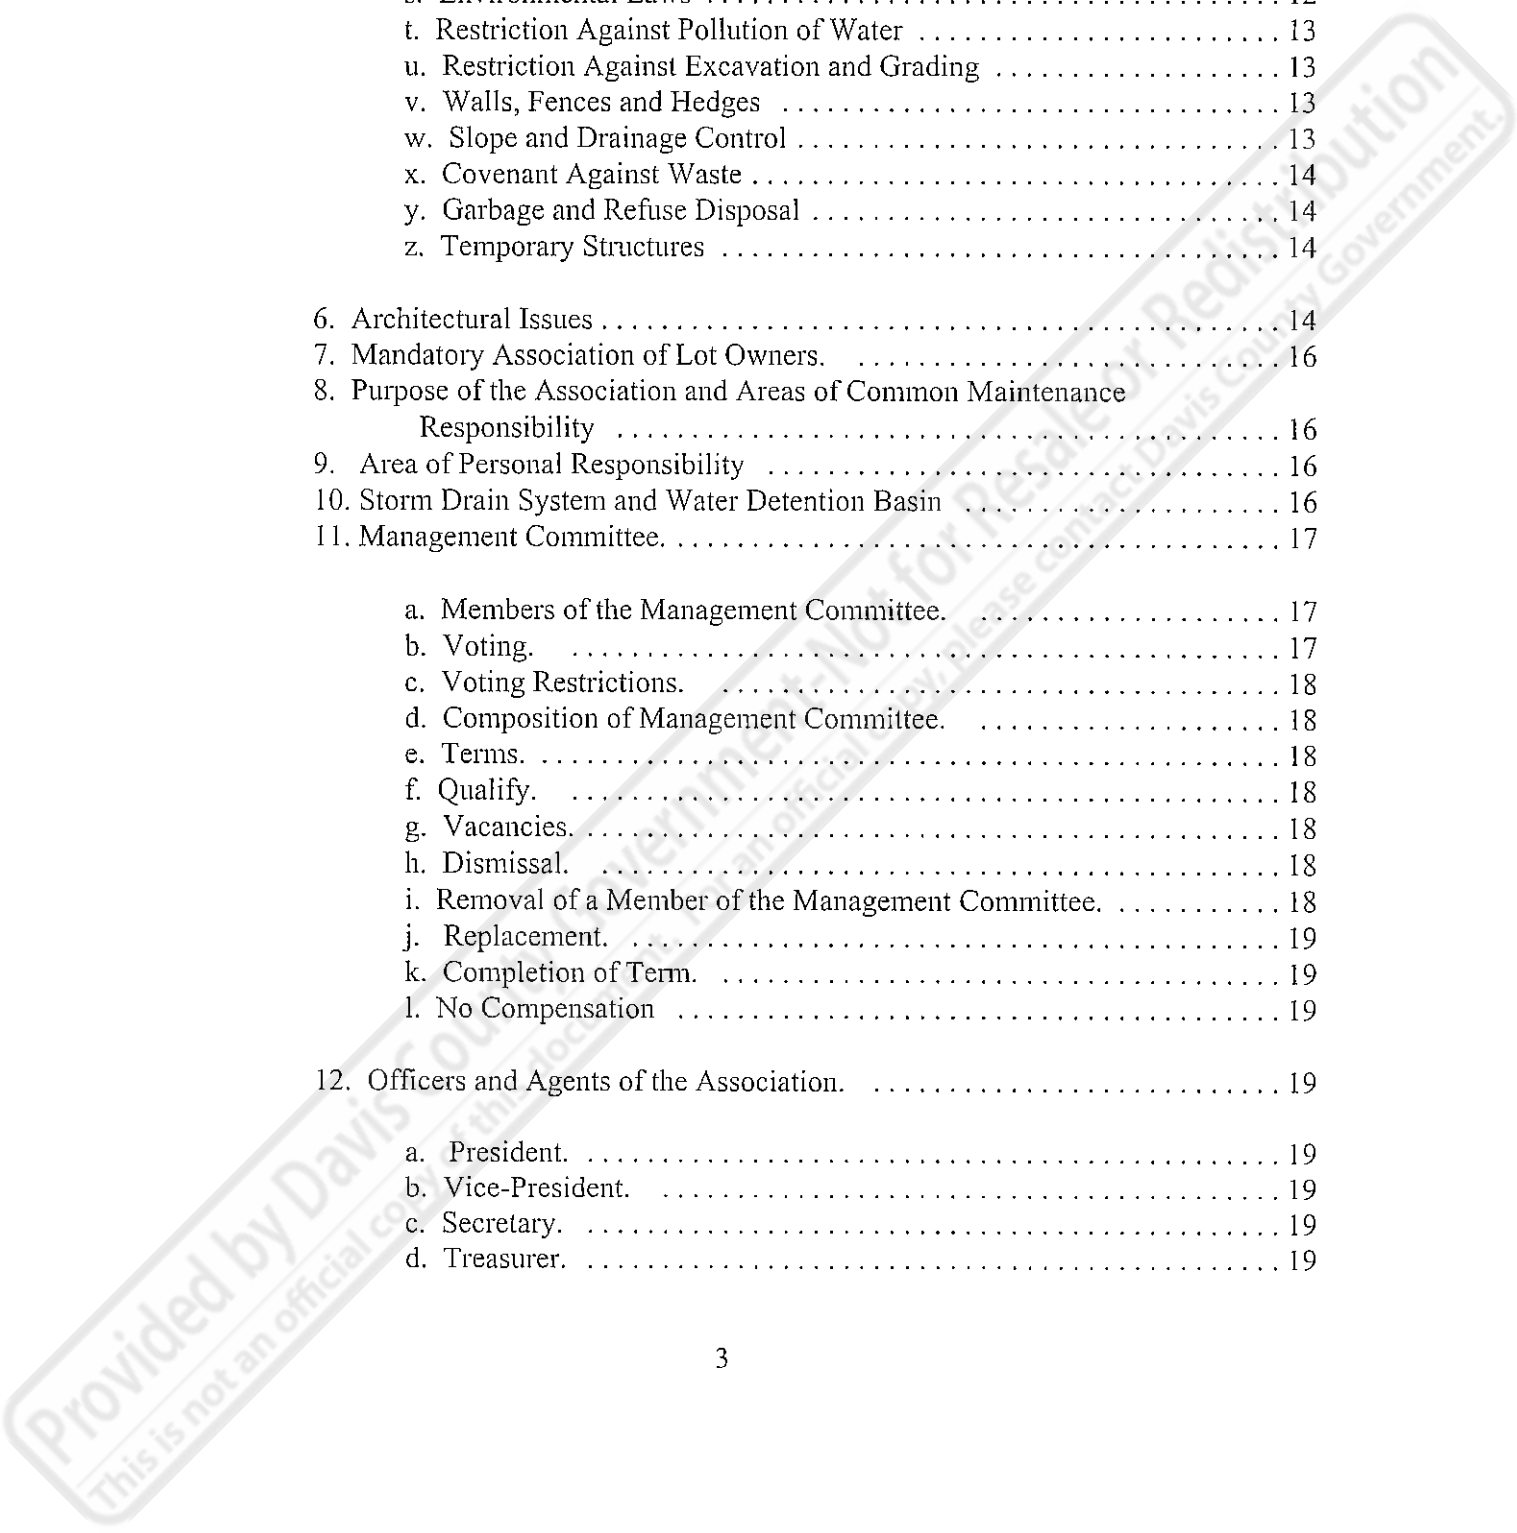 s. Environmental Laws . . . . . . . . . . . . . . . . . . . . . . . . . . . . . . . . . . . . . . . 12
t. Restriction Against Pollution of Water . . . . . . . . . . . . . . . . . . . . . . . . 13
u. Restriction Against Excavation and Grading . . . . . . . . . . . . . . . . . . . 13
v. Walls, Fences and Hedges . . . . . . . . . . . . . . . . . . . . . . . . . . . . . . . . . 13
w. Slope and Drainage Control . . . . . . . . . . . . . . . . . . . . . . . . . . . . . . . . 13
x. Covenant Against Waste . . . . . . . . . . . . . . . . . . . . . . . . . . . . . . . . . . . 14
y. Garbage and Refuse Disposal . . . . . . . . . . . . . . . . . . . . . . . . . . . . . . . 14
z. Temporary Structures . . . . . . . . . . . . . . . . . . . . . . . . . . . . . . . . . . . . . 14
6. Architectural Issues . . . . . . . . . . . . . . . . . . . . . . . . . . . . . . . . . . . . . . . . . . . . . 14
7. Mandatory Association of Lot Owners. . . . . . . . . . . . . . . . . . . . . . . . . . . . . 16
8. Purpose of the Association and Areas of Common Maintenance
Responsibility . . . . . . . . . . . . . . . . . . . . . . . . . . . . . . . . . . . . . . . . . . . . 16
9. Area of Personal Responsibility . . . . . . . . . . . . . . . . . . . . . . . . . . . . . . . . . . 16
10. Storm Drain System and Water Detention Basin . . . . . . . . . . . . . . . . . . . . . 16
11. Management Committee. . . . . . . . . . . . . . . . . . . . . . . . . . . . . . . . . . . . . . . . . 17
a. Members of the Management Committee. . . . . . . . . . . . . . . . . . . . . 17
b. Voting. . . . . . . . . . . . . . . . . . . . . . . . . . . . . . . . . . . . . . . . . . . . . . . . 17
c. Voting Restrictions. . . . . . . . . . . . . . . . . . . . . . . . . . . . . . . . . . . . . . 18
d. Composition of Management Committee. . . . . . . . . . . . . . . . . . . . . 18
e. Terms. . . . . . . . . . . . . . . . . . . . . . . . . . . . . . . . . . . . . . . . . . . . . . . . . . 18
f. Qualify. . . . . . . . . . . . . . . . . . . . . . . . . . . . . . . . . . . . . . . . . . . . . . . . 18
g. Vacancies. . . . . . . . . . . . . . . . . . . . . . . . . . . . . . . . . . . . . . . . . . . . . . . 18
h. Dismissal. . . . . . . . . . . . . . . . . . . . . . . . . . . . . . . . . . . . . . . . . . . . . . 18
i. Removal of a Member of the Management Committee. . . . . . . . . . . . 18
j. Replacement. . . . . . . . . . . . . . . . . . . . . . . . . . . . . . . . . . . . . . . . . . . . 19
k. Completion of Term. . . . . . . . . . . . . . . . . . . . . . . . . . . . . . . . . . . . . . 19
l. No Compensation . . . . . . . . . . . . . . . . . . . . . . . . . . . . . . . . . . . . . . . . 19
12. Officers and Agents of the Association. . . . . . . . . . . . . . . . . . . . . . . . . . . . 19
a. President. . . . . . . . . . . . . . . . . . . . . . . . . . . . . . . . . . . . . . . . . . . . . . . 19
b. Vice-President. . . . . . . . . . . . . . . . . . . . . . . . . . . . . . . . . . . . . . . . . . 19
c. Secretary. . . . . . . . . . . . . . . . . . . . . . . . . . . . . . . . . . . . . . . . . . . . . . . 19
d. Treasurer. . . . . . . . . . . . . . . . . . . . . . . . . . . . . . . . . . . . . . . . . . . . . . . 19
3
Provided by Davis County Government-Not for Resale or Redistribution
This is not an official copy of this document. For an official copy, please contact Davis County Government.